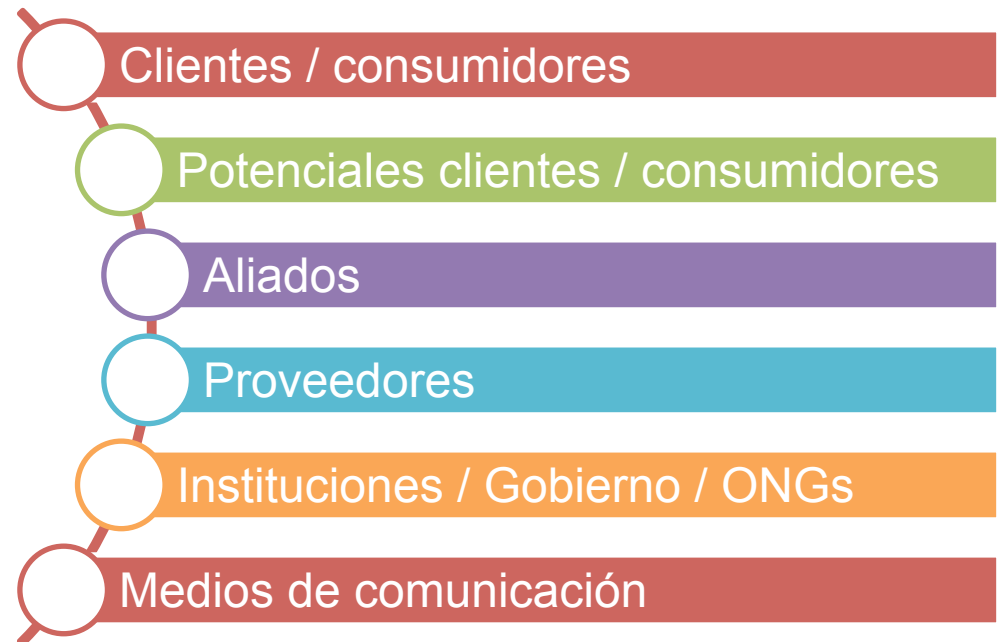 Clientes / consumidores
Potenciales clientes / consumidores
Aliados
Proveedores
Instituciones / Gobierno / ONGs
Medios de comunicación